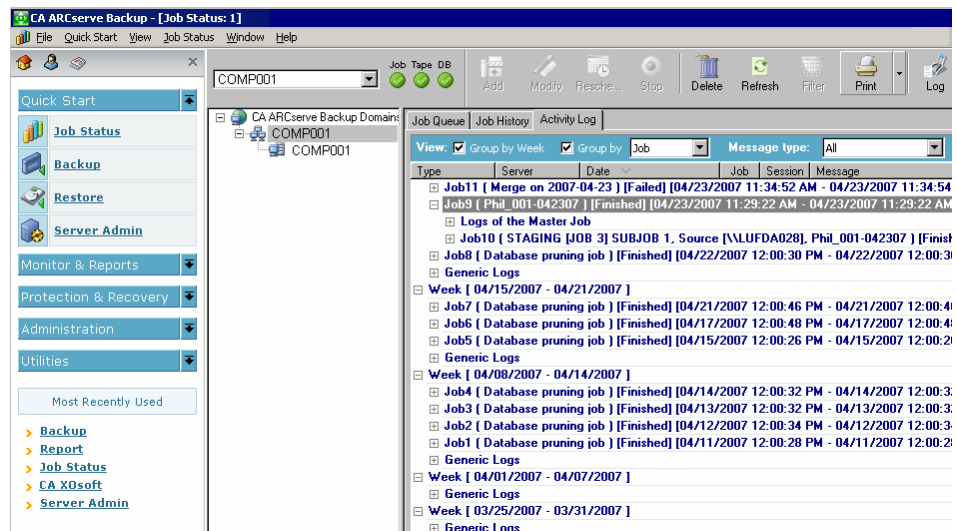 CA ARCserve Backup - [Job Status: 1]
File Quick Start View Job Status Window Help
COMP001
Job Tape DB
Add Modify Resche... Stop Delete Refresh Filter Print Log
Quick Start
Job Status
Backup
Restore
Server Admin
Monitor & Reports
Protection & Recovery
Administration
Utilities
Most Recently Used
Backup
Report
Job Status
CA XOsoft
Server Admin
CA ARCserve Backup Domains
COMP001
COMP001
Job Queue Job History Activity Log
View: Group by Week Group by Job Message type: All
Type Server Date Job Session Message
Job11 ( Merge on 2007-04-23 ) [Failed] [04/23/2007 11:34:52 AM - 04/23/2007 11:34:54
Job9 ( Phil_001-042307 ) [Finished] [04/23/2007 11:29:22 AM - 04/23/2007 11:29:22 AM
Logs of the Master Job
Job10 ( STAGING [JOB 3] SUBJOB 1, Source [\\LUFDA028], Phil_001-042307 ) [Finish
Job8 ( Database pruning job ) [Finished] [04/22/2007 12:00:30 PM - 04/22/2007 12:00:30
Generic Logs
Week [ 04/15/2007 - 04/21/2007 ]
Job7 ( Database pruning job ) [Finished] [04/21/2007 12:00:46 PM - 04/21/2007 12:00:46
Job6 ( Database pruning job ) [Finished] [04/17/2007 12:00:48 PM - 04/17/2007 12:00:48
Job5 ( Database pruning job ) [Finished] [04/15/2007 12:00:26 PM - 04/15/2007 12:00:26
Generic Logs
Week [ 04/08/2007 - 04/14/2007 ]
Job4 ( Database pruning job ) [Finished] [04/14/2007 12:00:32 PM - 04/14/2007 12:00:3
Job3 ( Database pruning job ) [Finished] [04/13/2007 12:00:32 PM - 04/13/2007 12:00:3
Job2 ( Database pruning job ) [Finished] [04/12/2007 12:00:34 PM - 04/12/2007 12:00:3
Job1 ( Database pruning job ) [Finished] [04/11/2007 12:00:28 PM - 04/11/2007 12:00:2
Generic Logs
Week [ 04/01/2007 - 04/07/2007 ]
Generic Logs
Week [ 03/25/2007 - 03/31/2007 ]
Generic Logs